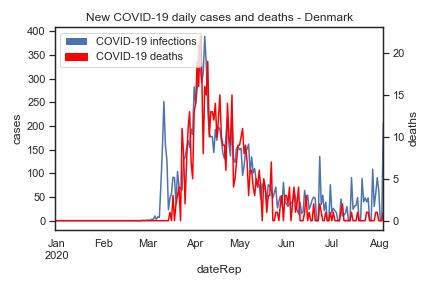 New COVID-19 daily cases and deaths - Denmark
COVID-19 infections
COVID-19 deaths
cases
400
350
300
250
200
150
100
50
0
deaths
20
15
10
5
0
Jan Feb Mar Apr May Jun Jul Aug
2020
dateRep